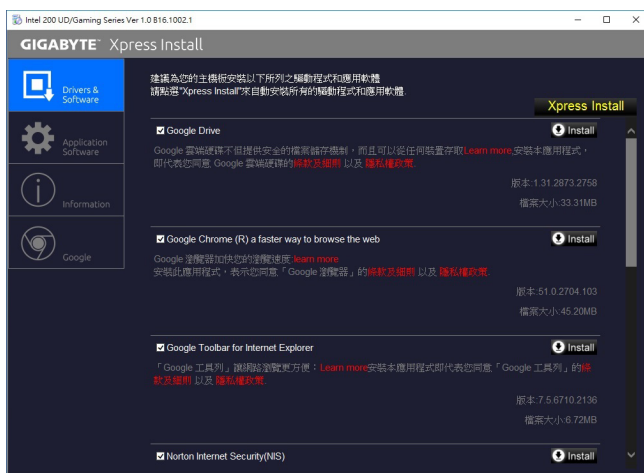 Intel 200 UD/Gaming Series Ver 1.0 B16.1002.1
GIGABYTE™ Xpress Install
Drivers &
Software
Application
Software
Information
Google
建議為您的主機板安裝以下所列之驅動程式和應用軟體
請點選"Xpress Install"來自動安裝所有的驅動程式和應用軟體.
Xpress Install
Google Drive
Install
Google 雲端硬碟不但提供安全的檔案儲存機制，而且可以從任何裝置存取Learn more.安裝本應用程式，
即代表您同意 Google 雲端硬碟的條款及細則 以及 隱私權政策.
版本:1.31.2873.2758
檔案大小:33.31MB
Google Chrome (R) a faster way to browse the web
Install
Google 瀏覽器加快您的瀏覽速度:learn more
安裝此應用程式，表示您同意「Google 瀏覽器」的條款及細則 以及 隱私權政策.
版本:51.0.2704.103
檔案大小:45.20MB
Google Toolbar for Internet Explorer
Install
「Google 工具列」讓網路瀏覽更方便：Learn more安裝本應用程式即代表您同意「Google 工具列」的條
款及細則 以及 隱私權政策.
版本:7.5.6710.2136
檔案大小:6.72MB
Norton Internet Security(NIS)
Install